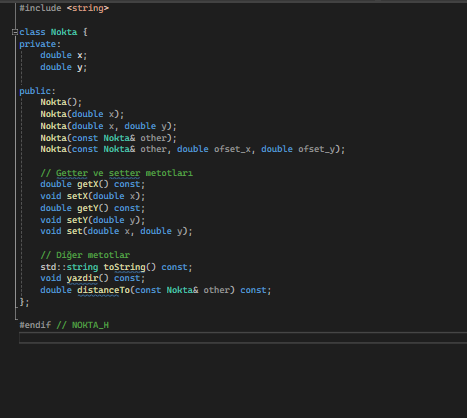 #include <string>
class Nokta {
private:
double x;
double y;
public:
Nokta();
Nokta(double x);
Nokta(double x, double y);
Nokta(const Nokta& other);
Nokta(const Nokta& other, double ofset_x, double ofset_y);
// Getter ve setter metotları
double getX() const;
void setX(double x);
double getY() const;
void setY(double y);
void set(double x, double y);
// Diğer metotlar
std::string toString() const;
void yazdir() const;
double distanceTo(const Nokta& other) const;
};
#endif // NOKTA_H